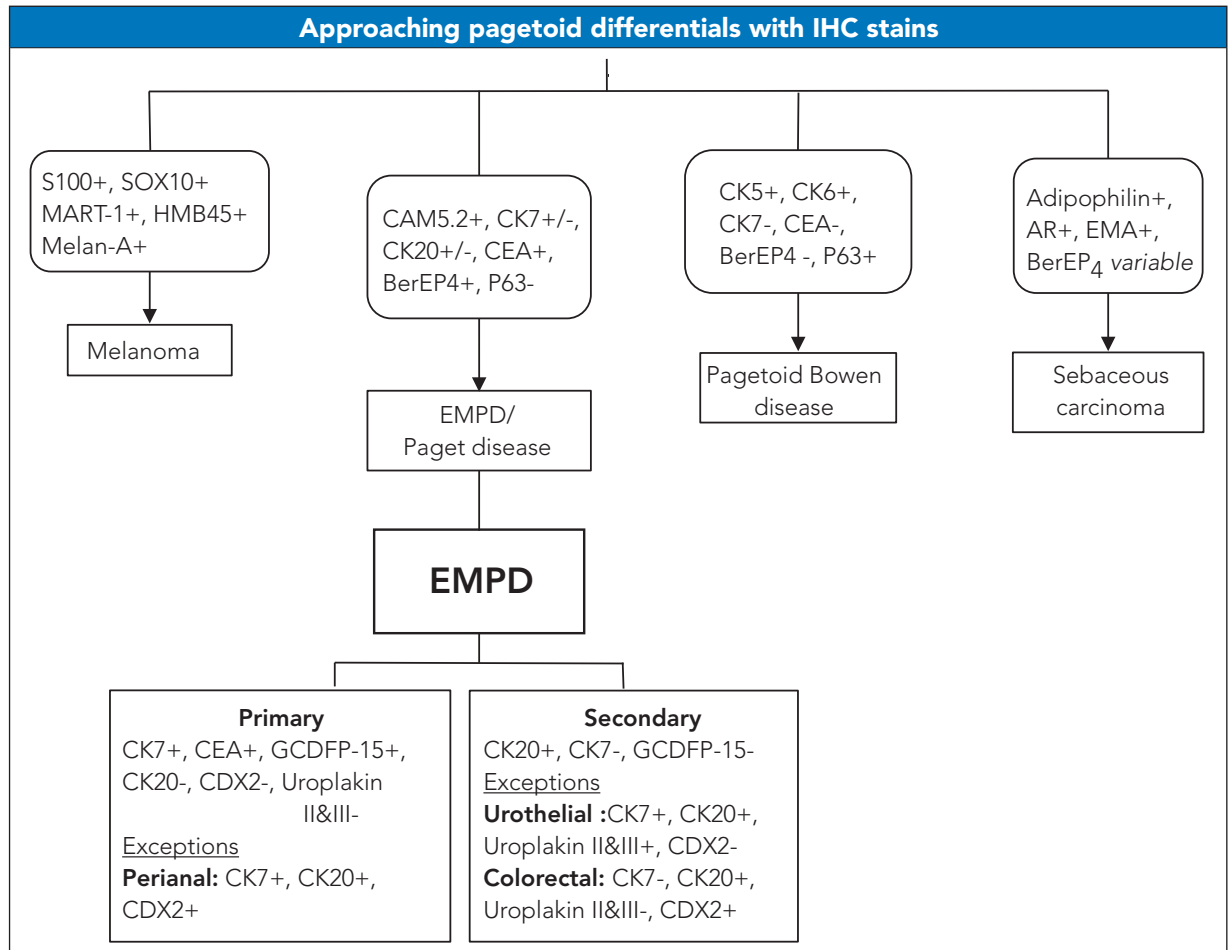 Approaching pagetoid differentials with IHC stains
S100+, SOX10+
MART-1+, HMB45+
Melan-A+
Melanoma
CAM5.2+, CK7+/-,
CK20+/-, CEA+,
BerEP4+, P63-
EMPD/
Paget disease
CK5+, CK6+,
CK7-, CEA-,
BerEP4 -, P63+
Pagetoid Bowen
disease
Adipophilin+,
AR+, EMA+,
BerEP4 variable
Sebaceous
carcinoma
EMPD
Primary
CK7+, CEA+, GCDFP-15+,
CK20-, CDX2-, Uroplakin
II&III-
Exceptions
Perianal: CK7+, CK20+,
CDX2+
Secondary
CK20+, CK7-, GCDFP-15-
Exceptions
Urothelial :CK7+, CK20+,
Uroplakin II&III+, CDX2-
Colorectal: CK7-, CK20+,
Uroplakin II&III-, CDX2+